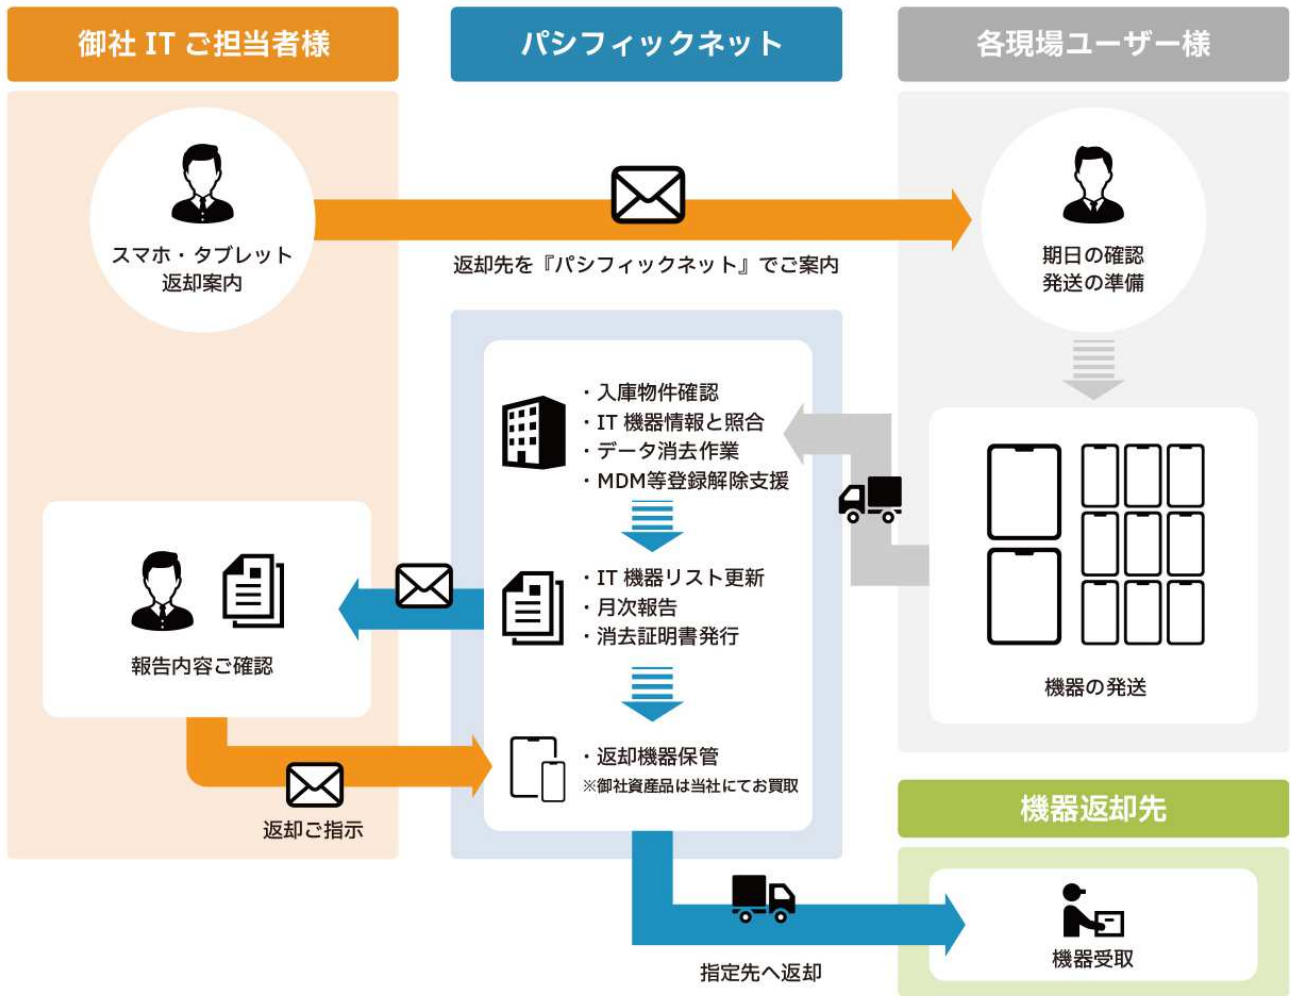 御社 IT ご担当者様
パシフィックネット
各現場ユーザー様
スマホ・タブレット
返却案内
返却先を『パシフィックネット』でご案内
期日の確認
発送の準備
・入庫物件確認
・IT 機器情報と照合
・データ消去作業
・MDM等登録解除支援
・IT 機器リスト更新
・月次報告
・消去証明書発行
報告内容ご確認
機器の発送
・返却機器保管
※御社資産品は当社にてお買取
返却ご指示
機器返却先
機器受取
指定先へ返却